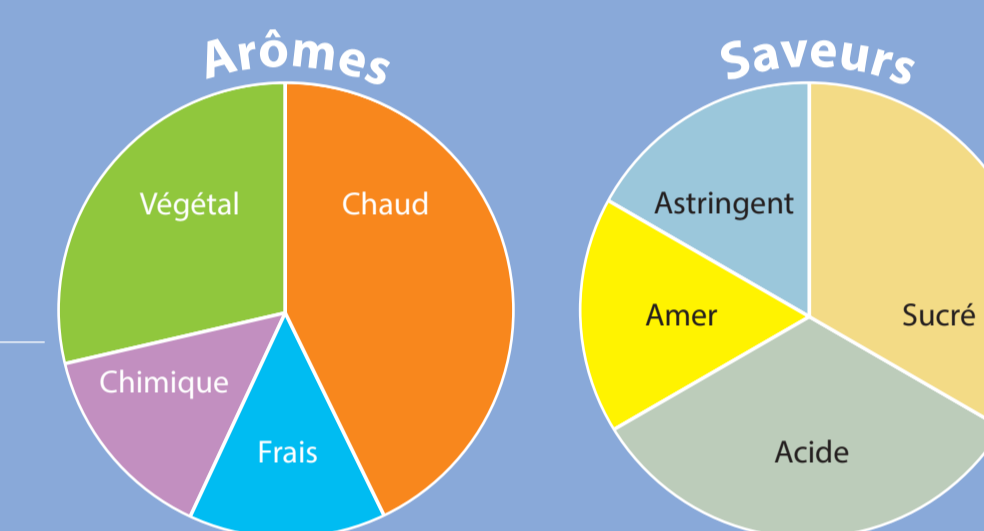 Arômes
Végétal
Chaud
Chimique
Frais
Saveurs
Astringent
Sucré
Amer
Acide